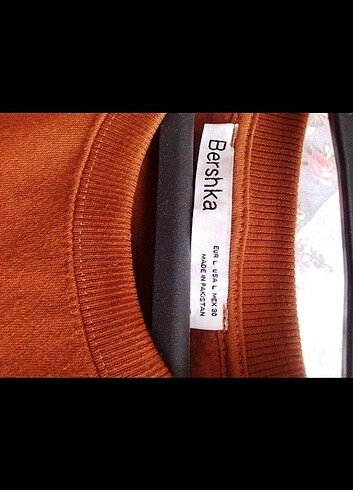 Bershka
EUR L USA L MEX 30
MADE IN PAKISTAN